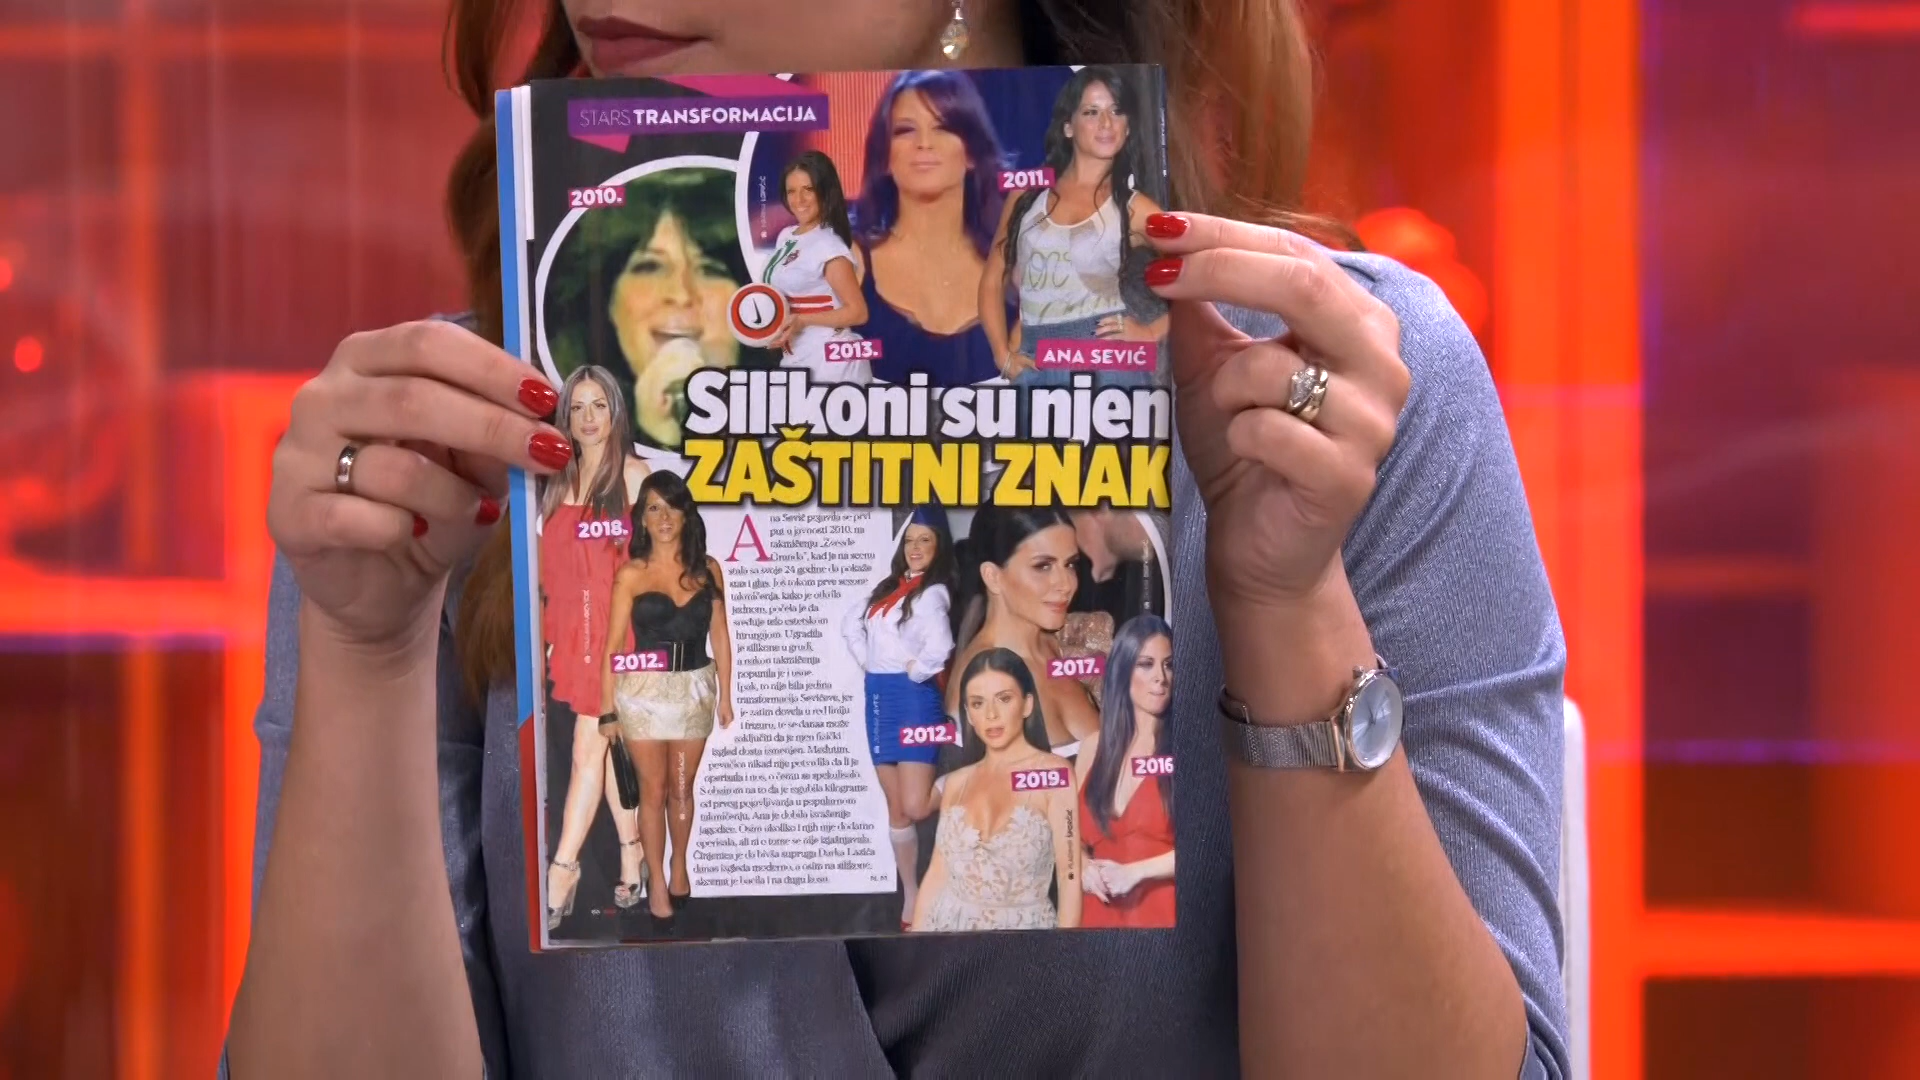 STARS TRANSFORMACIJA
2010.
2011.
2013.
ANA SEVIĆ
Silikoni su njen
ZAŠTITNI ZNAK
2018.
2012.
2012.
2017.
2019.
2016
Ana Sević pojavila se prvi
put u javnosti 2010. na
takmičenju „Zvezde
Granda“, kad je na scenu
stala sa svoje 24 godine da pokaže
stas i glas. Još tokom prve sezone
takmičenja, kako je otkrila
jednom, počela je da
sređuje telo estetskom
hirurgijom. Ugradila
je silikone u grudi,
a nakon takmičenja
popunila je i usne.
Ipak, to nije bila jedina
transformacija Sevićeve, jer
je zatim dovela u red liniju
i frizuru, te se danas može
zaključiti da je njen fizički
izgled dosta izmenjen. Međutim,
pevačica nikad nije potvrdila da li je
operisala i nos, o čemu se spekulisalo.
S obzirom na to da je izgubila kilograme
od prvog pojavljivanja u popularnom
takmičenju, Ana je dobila izraženije
jagodice. Osim ukoliko i njih nije dodatno
operisala, ali ni o tome se nije izjašnjavala.
Činjenica je da bivša supruga Darka Lazića
danas izgleda moderno, a osim na silikone,
akcenat je bacila i na dugu kosu.
N. M.